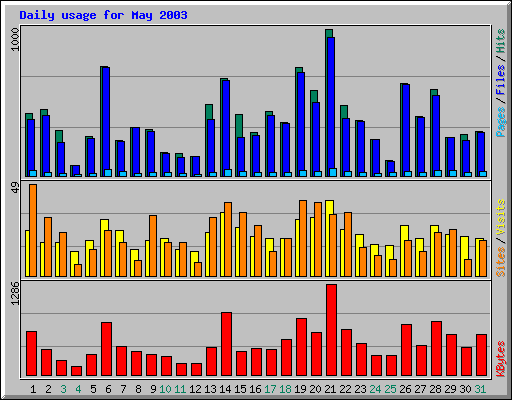 Daily usage for May 2003
1000
Pages / Files / Hits
49
Sites / Visits
1286
KBytes
1 2 3 4 5 6 7 8 9 10 11 12 13 14 15 16 17 18 19 20 21 22 23 24 25 26 27 28 29 30 31